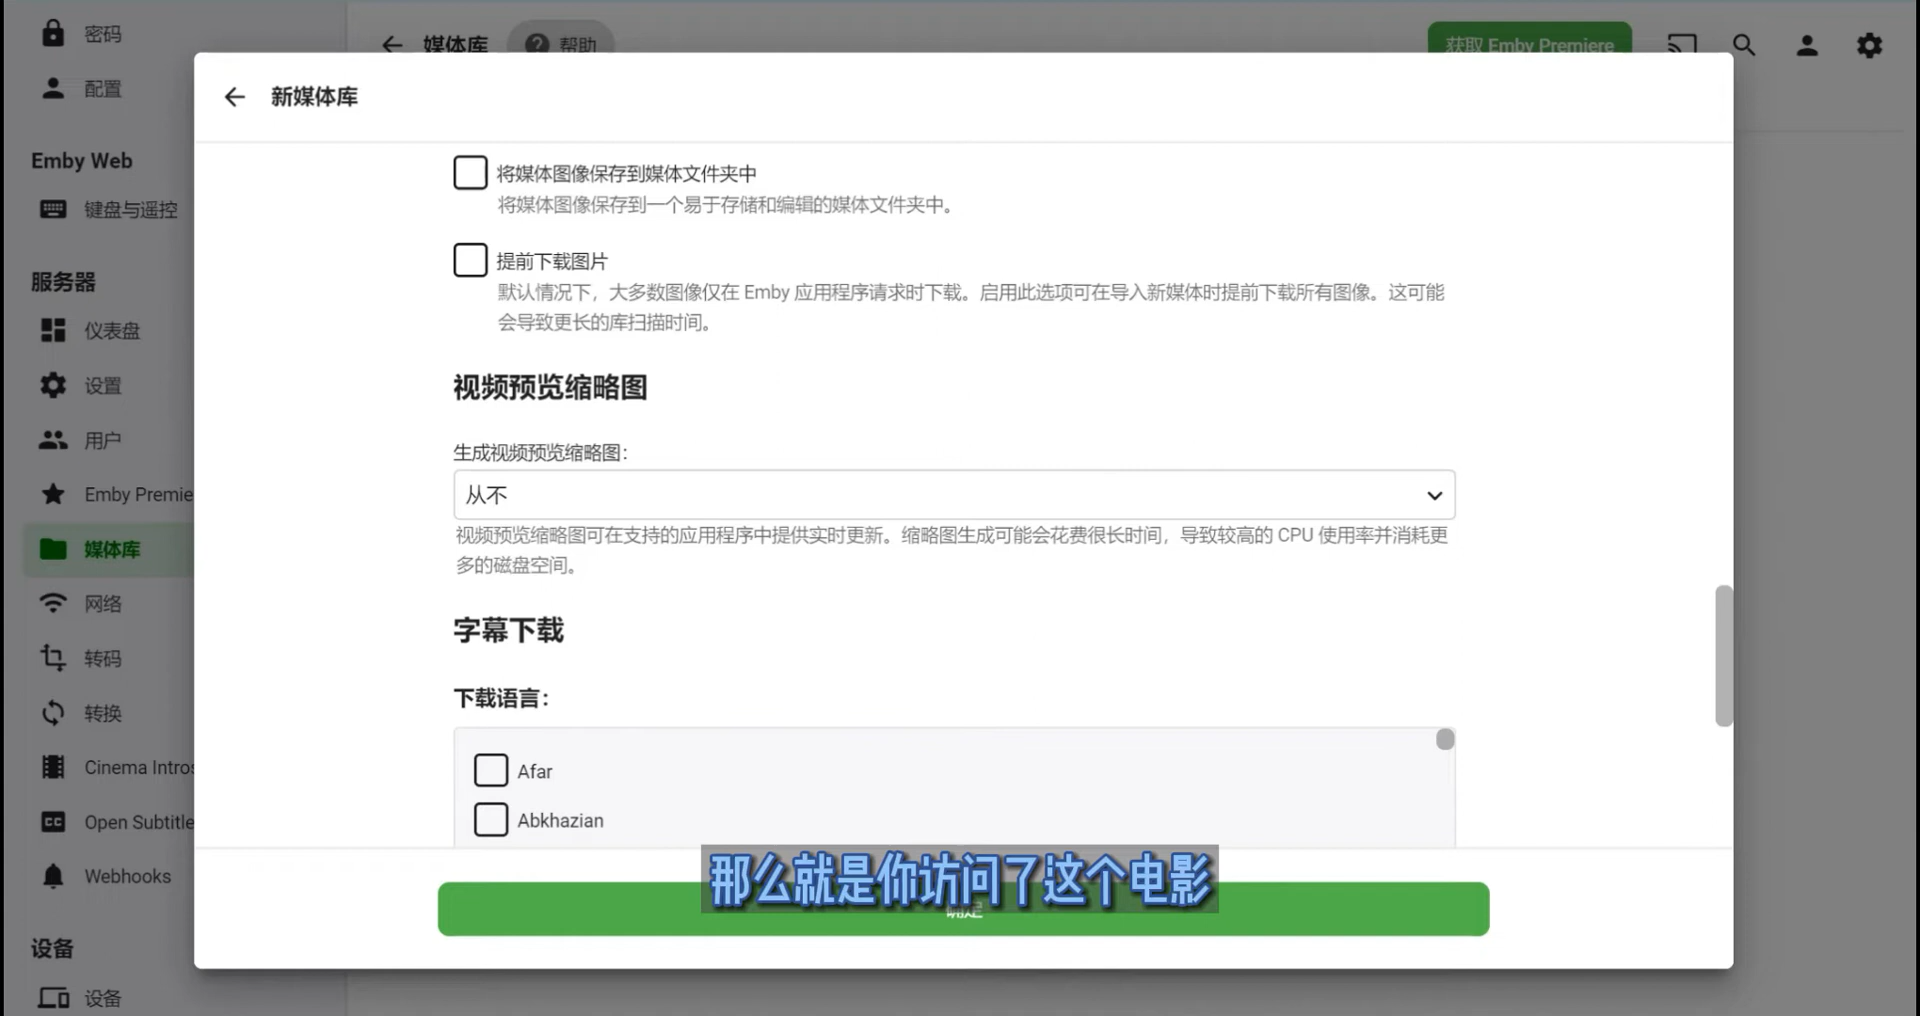 密码
媒体库
帮助
获取 Emby Premiere
配置
新媒体库
Emby Web
键盘与遥控
将媒体图像保存到媒体文件夹中
将媒体图像保存到一个易于存储和编辑的媒体文件夹中。
提前下载图片
默认情况下，大多数图像仅在 Emby 应用程序请求时下载。启用此选项可在导入新媒体时提前下载所有图像。这可能
会导致更长的库扫描时间。
服务器
仪表盘
设置
用户
Emby Premie
媒体库
网络
转码
转换
Cinema Intros
Open Subtitle
Webhooks
设备
设备
视频预览缩略图
生成视频预览缩略图：
从不
视频预览缩略图可在支持的应用程序中提供实时更新。缩略图生成可能会花费很长时间，导致较高的 CPU 使用率并消耗更
多的磁盘空间。
字幕下载
下载语言：
Afar
Abkhazian
那么就是你访问了这个电影
确定